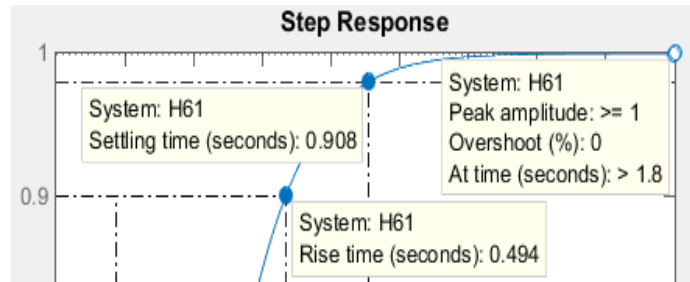 Step Response
1
System: H61
Settling time (seconds): 0.908
System: H61
Peak amplitude: >= 1
Overshoot (%): 0
At time (seconds): > 1.8
0.9
System: H61
Rise time (seconds): 0.494